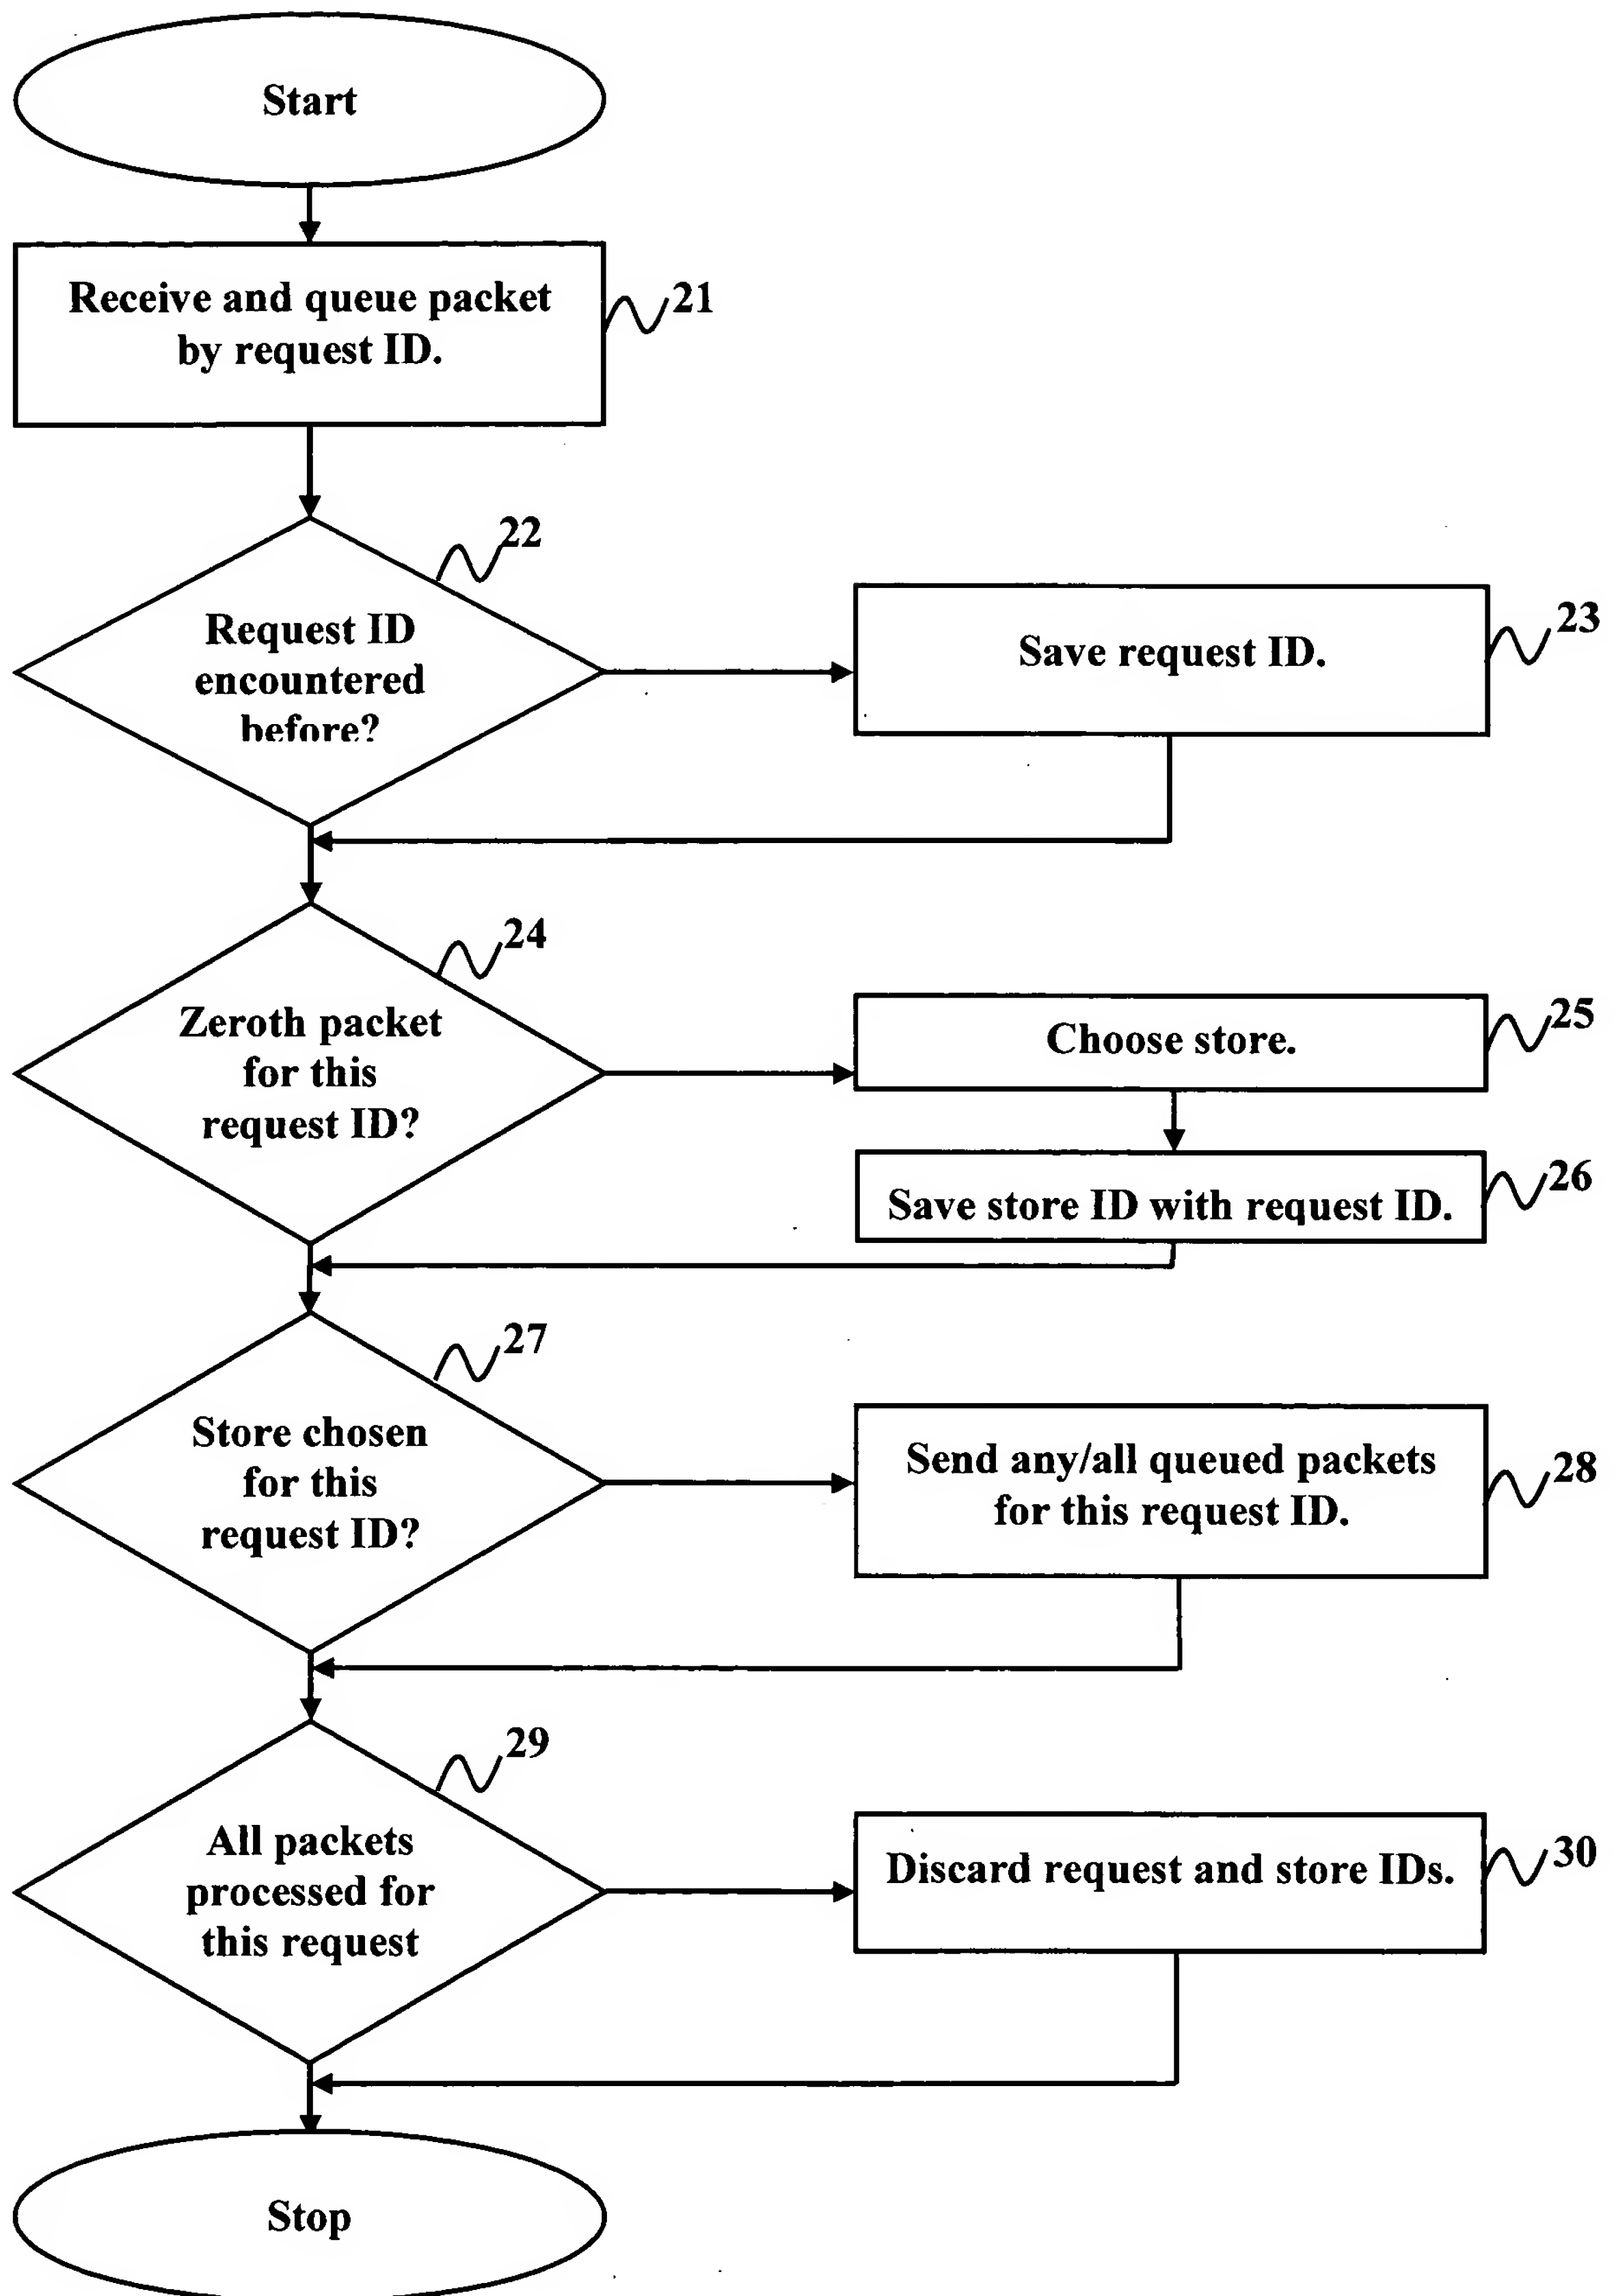 Start
Receive and queue packet
by request ID.
21
22
Request ID
encountered
before?
Save request ID.
23
24
Zeroth packet
for this
request ID?
Choose store.
25
Save store ID with request ID.
26
27
Store chosen
for this
request ID?
Send any/all queued packets
for this request ID.
28
29
All packets
processed for
this request
Discard request and store IDs.
30
Stop